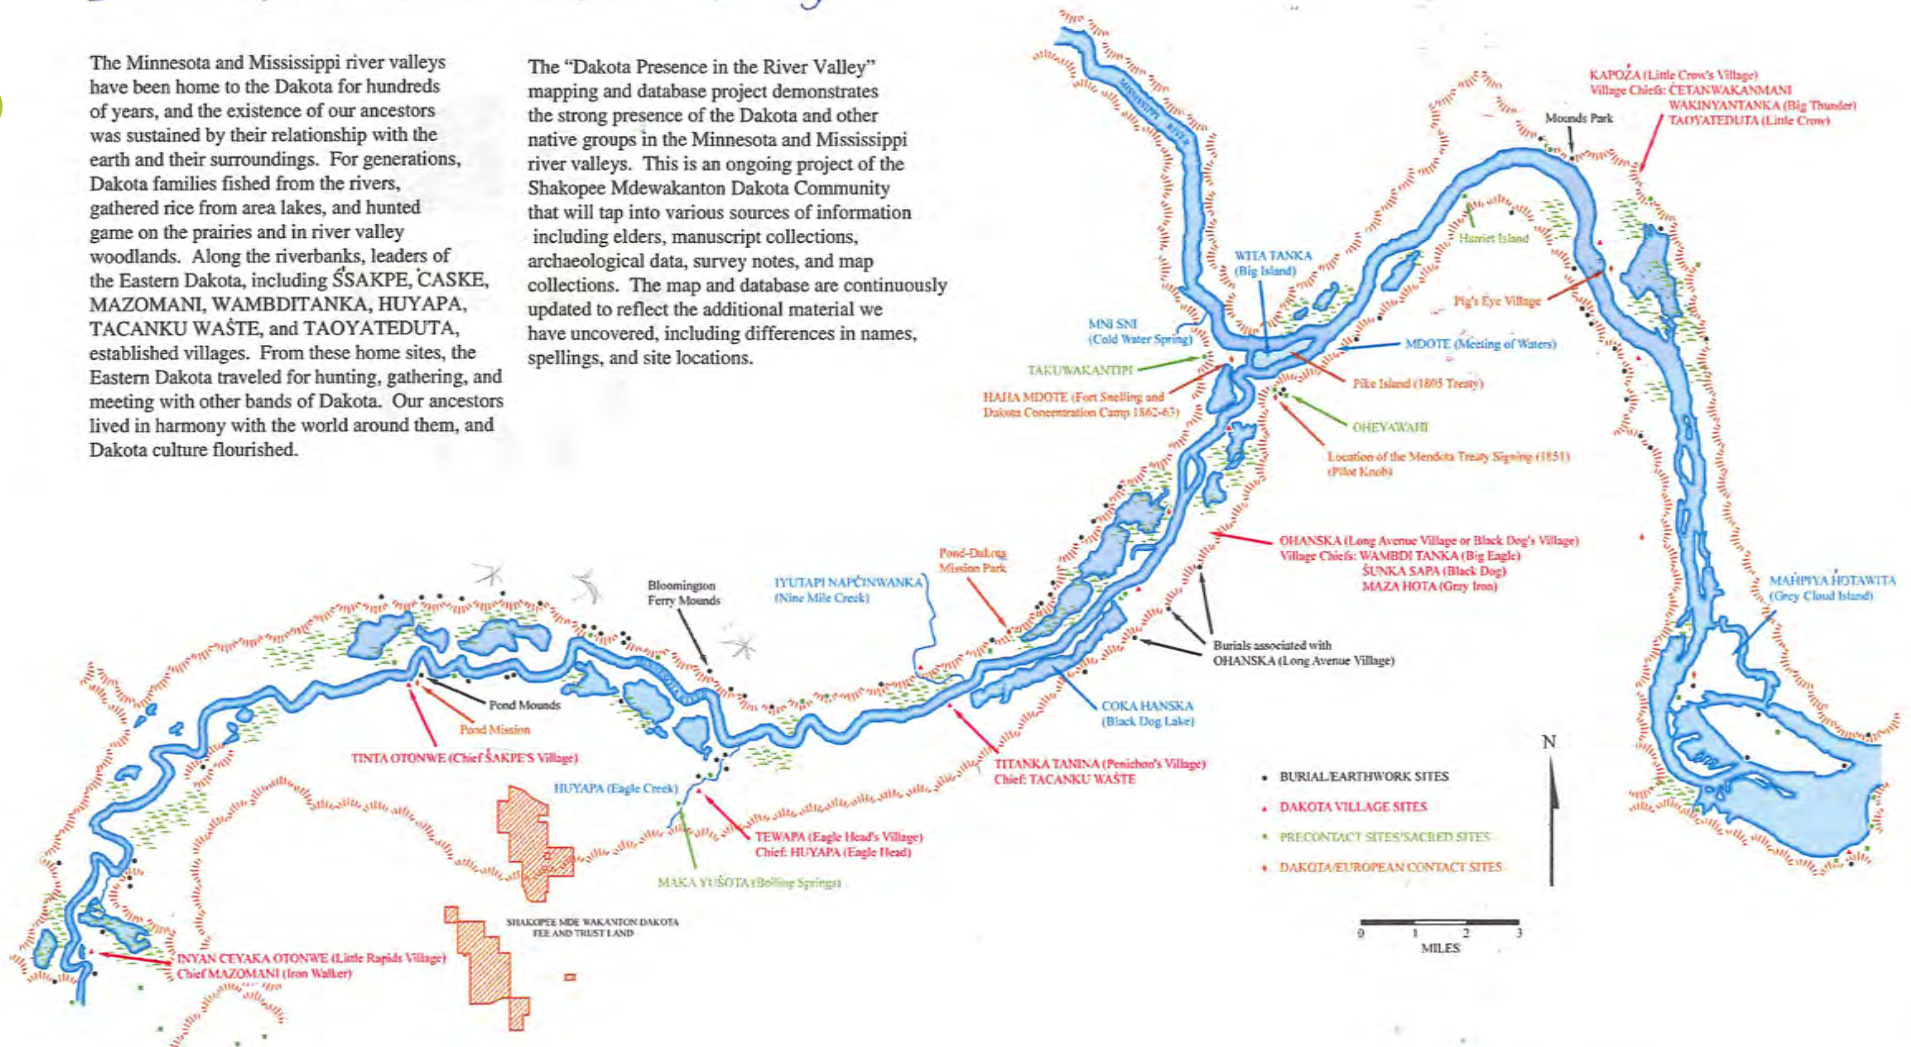 The Minnesota and Mississippi river valleys
have been home to the Dakota for hundreds
of years, and the existence of our ancestors
was sustained by their relationship with the
earth and their surroundings. For generations,
Dakota families fished from the rivers,
gathered rice from area lakes, and hunted
game on the prairies and in river valley
woodlands. Along the riverbanks, leaders of
the Eastern Dakota, including ŚSAKPE, ĊASKE,
MAZOMANI, WAMBDITANKA, HUYAPA,
TACANKU WAŚTE, and TAOYATEDUTA,
established villages. From these home sites, the
Eastern Dakota traveled for hunting, gathering, and
meeting with other bands of Dakota. Our ancestors
lived in harmony with the world around them, and
Dakota culture flourished.
The “Dakota Presence in the River Valley”
mapping and database project demonstrates
the strong presence of the Dakota and other
native groups in the Minnesota and Mississippi
river valleys. This is an ongoing project of the
Shakopee Mdewakanton Dakota Community
that will tap into various sources of information
including elders, manuscript collections,
archaeological data, survey notes, and map
collections. The map and database are continuously
updated to reflect the additional material we
have uncovered, including differences in names,
spellings, and site locations.
MISSISSIPPI RIVER
KAPOŻA (Little Crow's Village)
Village Chiefs: ĊETANWAKANMANI
WAKINYANTANKA (Big Thunder)
TAOYATEDUTA (Little Crow)
Mounds Park
Harriet Island
WITA TANKA
(Big Island)
Pig's Eye Village
MNI SNI
(Cold Water Spring)
MDOTE (Meeting of Waters)
TAKUWAKANTIPI
Pike Island (1805 Treaty)
HAHA MDOTE (Fort Snelling and
Dakota Concentration Camp 1862-63)
OHEYAWAHI
Location of the Mendota Treaty Signing (1851)
(Pilot Knob)
OHANSKA (Long Avenue Village or Black Dog's Village)
Village Chiefs: WAMBDI TANKA (Big Eagle)
ŚUNKA SAPA (Black Dog)
MAZA HOTA (Grey Iron)
Pond-Dakota
Mission Park
IYUTAPI NAPĊINWANKA
(Nine Mile Creek)
Bloomington
Ferry Mounds
MAḢPIYA ḢOTAWITA
(Grey Cloud Island)
Burials associated with
OHANSKA (Long Avenue Village)
MINNESOTA RIVER
Pond Mounds
Pond Mission
COKA HANSKA
(Black Dog Lake)
TINTA OTONWE (Chief ŚAKPE'S Village)
TITANKA TANINA (Penichon's Village)
Chief: TACANKU WAŚTE
HUYAPA (Eagle Creek)
TEWAPA (Eagle Head's Village)
Chief: HUYAPA (Eagle Head)
MAKA YUŚOTA (Boiling Springs)
SHAKOPEE MDEWAKANTON DAKOTA
FEE AND TRUST LAND
INYAN CEYAKA OTONWE (Little Rapids Village)
Chief MAZOMANI (Iron Walker)
BURIAL/EARTHWORK SITES
DAKOTA VILLAGE SITES
PRECONTACT SITES/SACRED SITES
DAKOTA/EUROPEAN CONTACT SITES
N
0 1 2 3
MILES